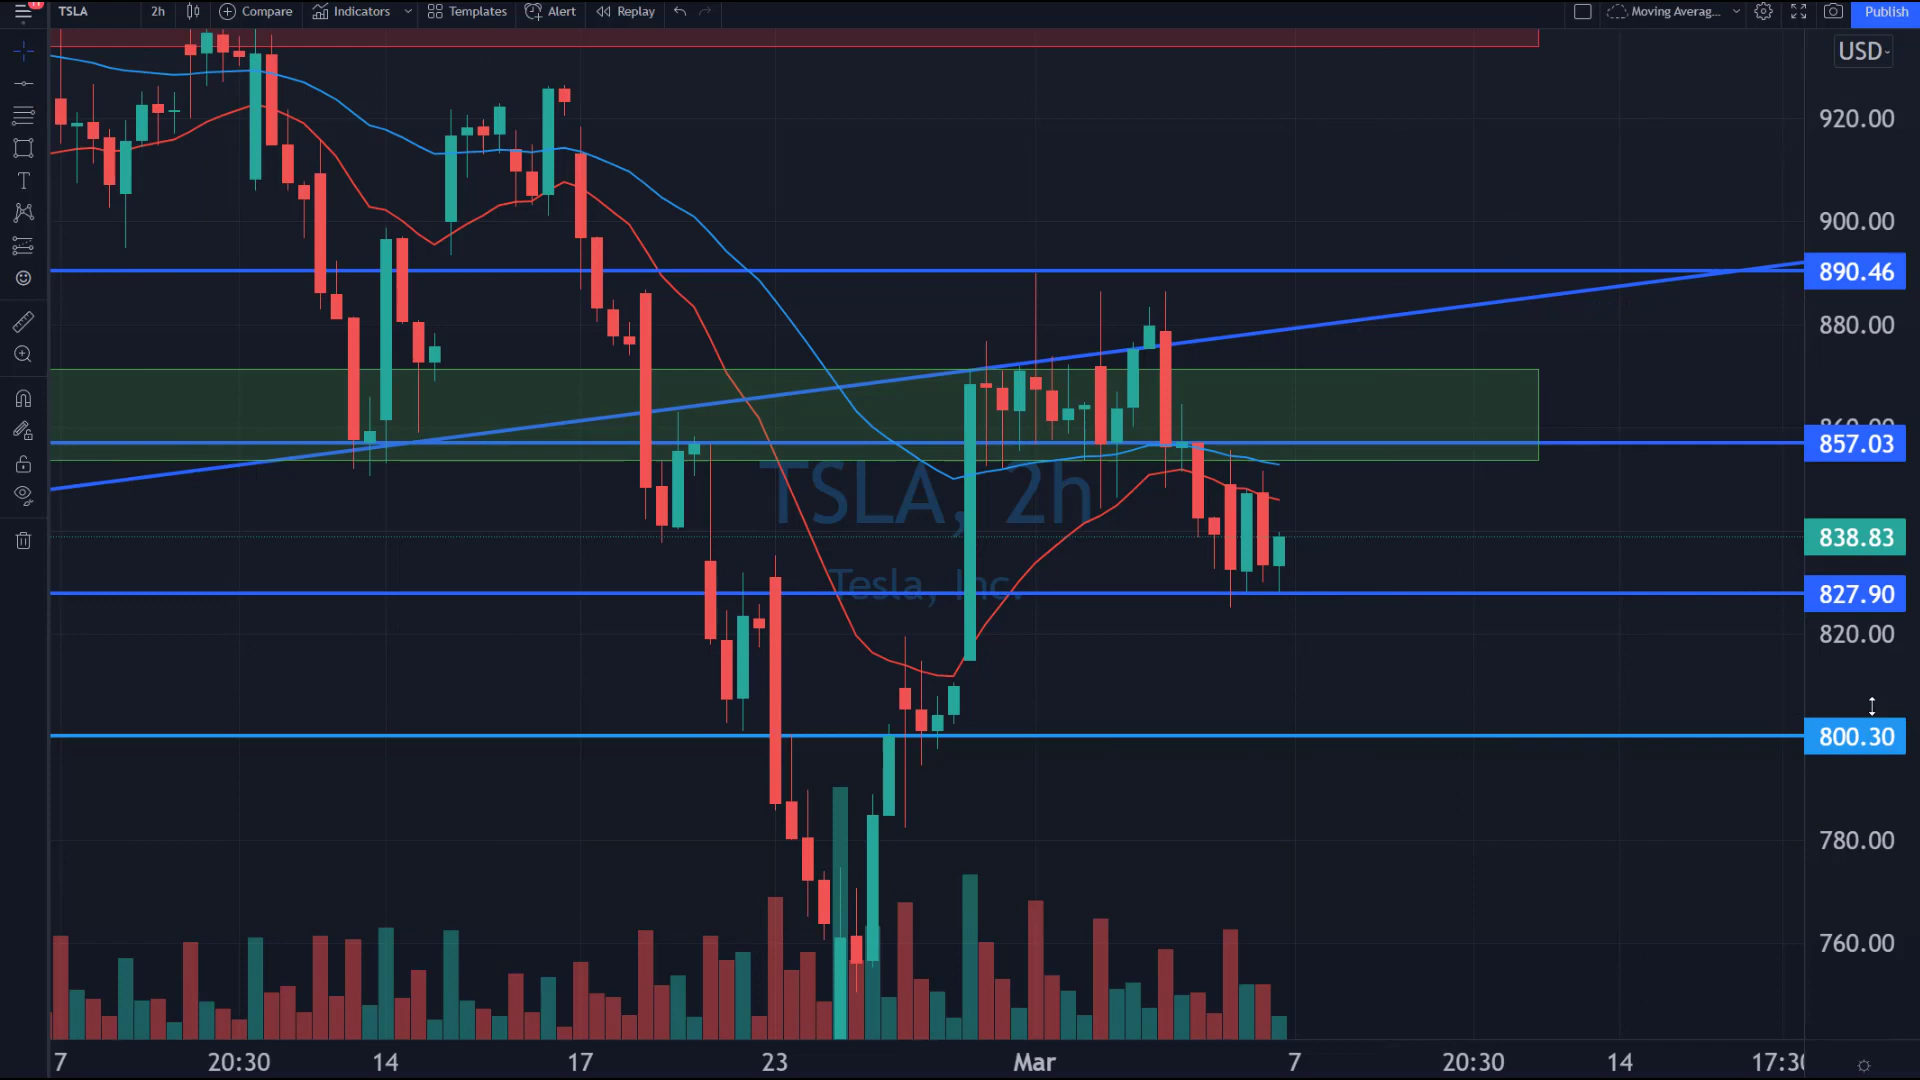 TSLA 2h Compare Indicators Templates Alert Replay Moving Averag... Publish
USD
920.00
900.00
890.46
880.00
860.00
857.03
TSLA, 2h
838.83
Tesla, Inc.
827.90
820.00
800.30
780.00
760.00
7 20:30 14 17 23 Mar 7 20:30 14 17:30